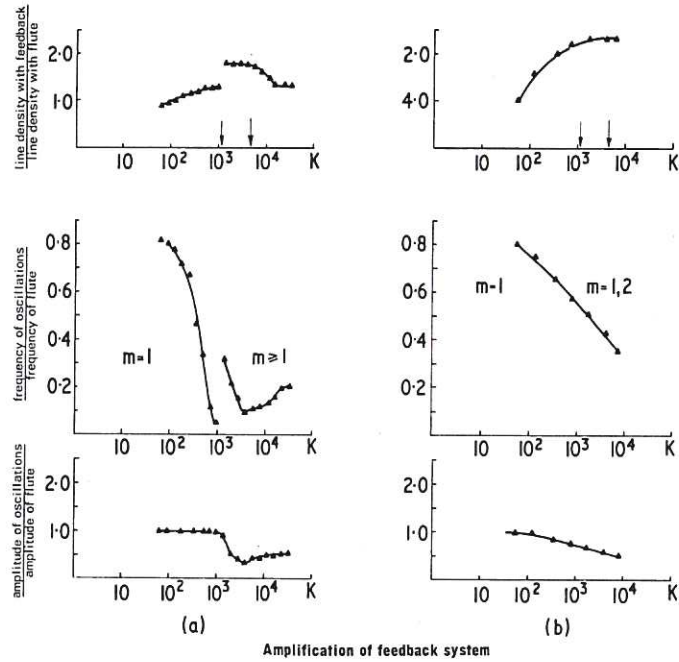 line density with feedback
line density with flute
2·0
1·0
10 10² 10³ 10⁴ K
2·0
4·0
10 10² 10³ 10⁴ K
frequency of oscillations
frequency of flute
0·8
0·6
0·4
0·2
m=1
m⩾1
10 10² 10³ 10⁴ K
0·8
0·6
0·4
0·2
m=1
m=1,2
10 10² 10³ 10⁴ K
amplitude of oscillations
amplitude of flute
2·0
1·0
10 10² 10³ 10⁴ K
2·0
1·0
10 10² 10³ 10⁴ K
(a)
(b)
Amplification of feedback system